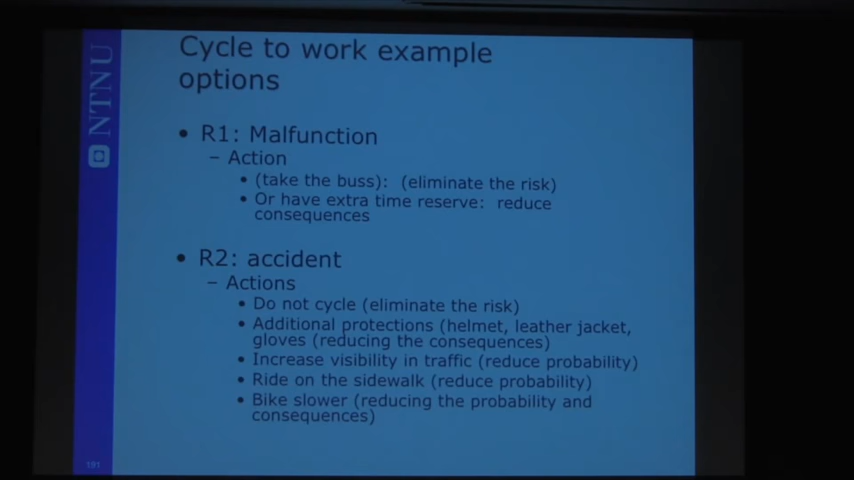 Cycle to work example
options
NTNU
• R1: Malfunction
– Action
• (take the buss): (eliminate the risk)
• Or have extra time reserve: reduce
consequences
• R2: accident
– Actions
• Do not cycle (eliminate the risk)
• Additional protections (helmet, leather jacket,
gloves (reducing the consequences)
• Increase visibility in traffic (reduce probability)
• Ride on the sidewalk (reduce probability)
• Bike slower (reducing the probability and
consequences)
191